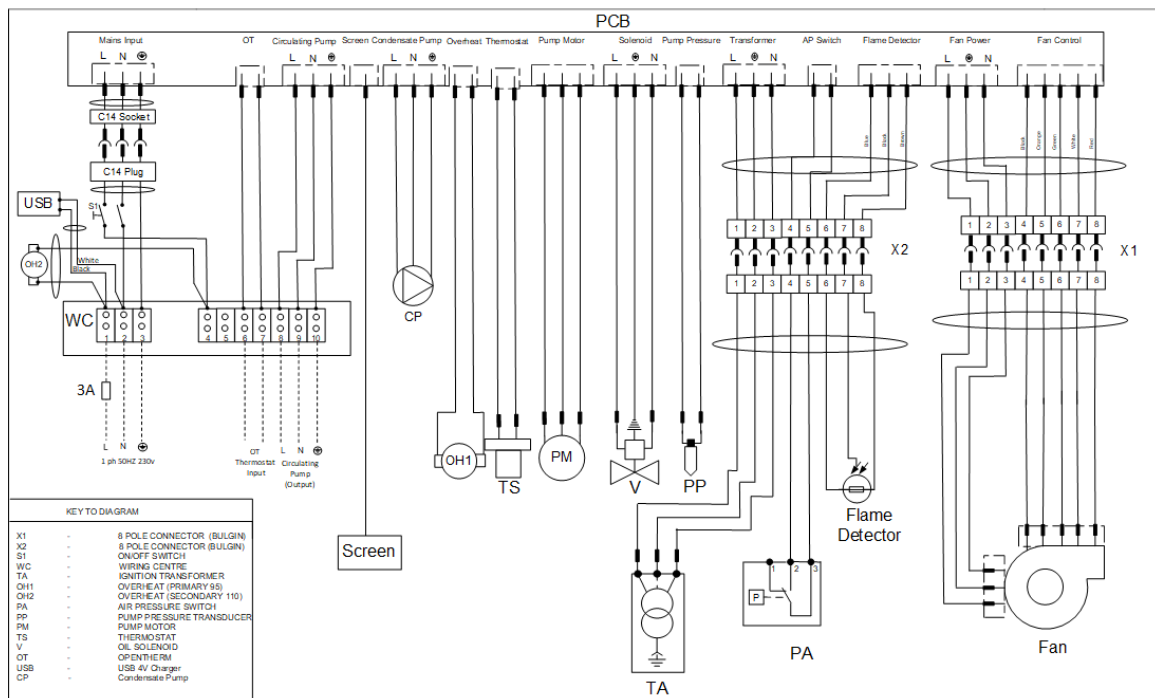 PCB
Mains Input OT Circulating Pump Screen Condensate Pump Overheat Thermostat Pump Motor Solenoid Pump Pressure Transformer AP Switch Flame Detector Fan Power Fan Control
L N L N L N L N L N L N
C14 Socket
Blue Black Brown Black Orange Green White Red
C14 Plug
USB
S1
1 2 3 4 5 6 7 8
1 2 3 4 5 6 7 8
X2
X1
OH2
White
Black
1 2 3 4 5 6 7 8
1 2 3 4 5 6 7 8
CP
WC
1 2 3 4 5 6 7 8 9 10
3A
L N
1 ph 50HZ 230v
OT
Thermostat
Input
L N
Circulating
Pump
(Output)
OH1
TS
PM
V
PP
Flame
Detector
Screen
1 2 3
P
TA
PA
Fan
KEY TO DIAGRAM
X1 - 8 POLE CONNECTOR (BULGIN)
X2 - 8 POLE CONNECTOR (BULGIN)
S1 - ON/OFF SWITCH
WC - WIRING CENTRE
TA - IGNITION TRANSFORMER
OH1 - OVERHEAT (PRIMARY 95)
OH2 - OVERHEAT (SECONDARY 110)
PA - AIR PRESSURE SWITCH
PP - PUMP PRESSURE TRANSDUCER
PM - PUMP MOTOR
TS - THERMOSTAT
V - OIL SOLENOID
OT - OPENTHERM
USB - USB 4V Charger
CP - Condensate Pump